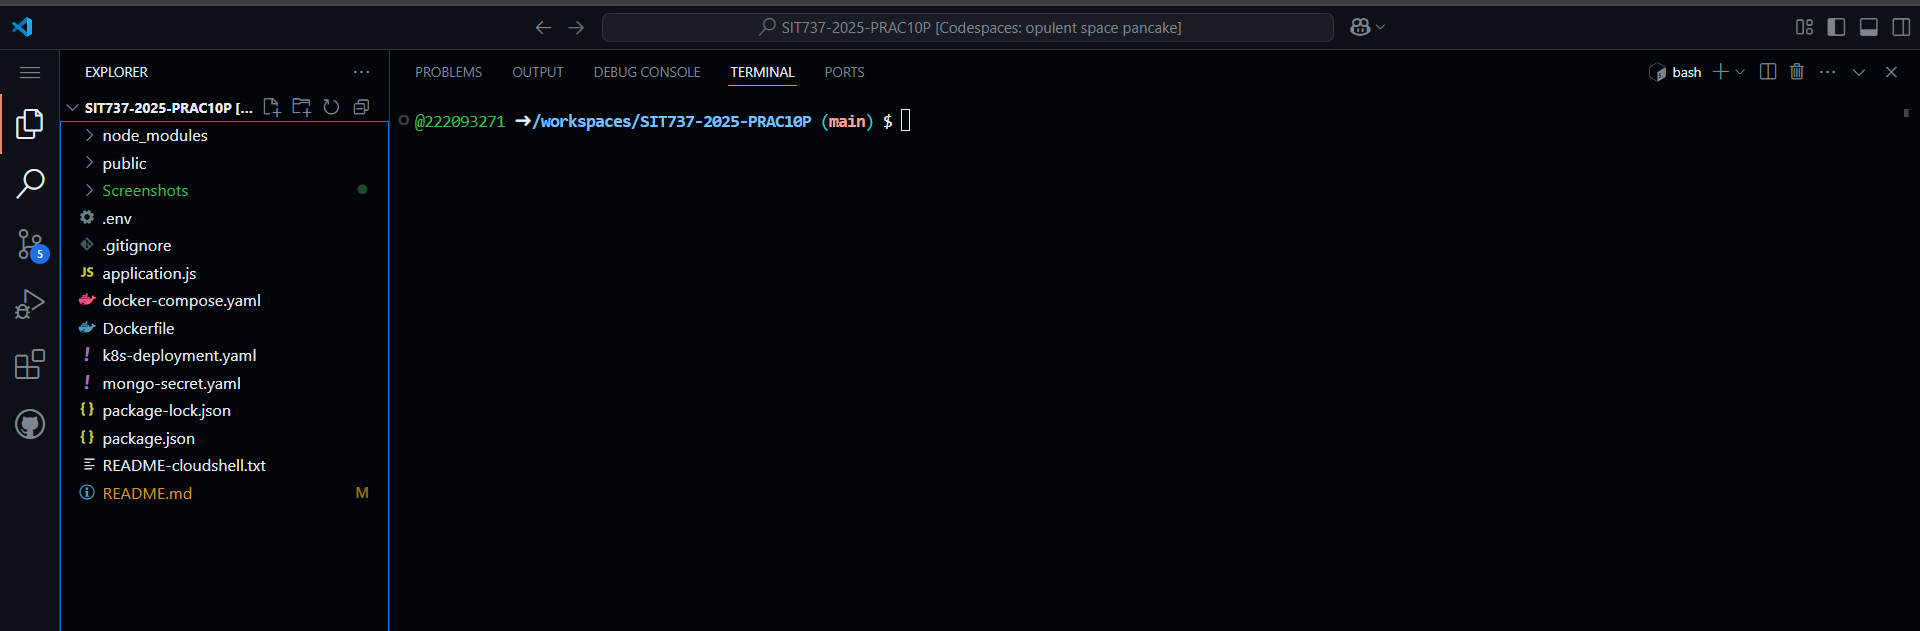 SIT737-2025-PRAC10P [Codespaces: opulent space pancake]
EXPLORER
PROBLEMS OUTPUT DEBUG CONSOLE TERMINAL PORTS
bash
SIT737-2025-PRAC10P [...
@222093271 ➜/workspaces/SIT737-2025-PRAC10P (main) $
node_modules
public
Screenshots
.env
5
.gitignore
JS application.js
docker-compose.yaml
Dockerfile
! k8s-deployment.yaml
! mongo-secret.yaml
{} package-lock.json
{} package.json
README-cloudshell.txt
README.md M